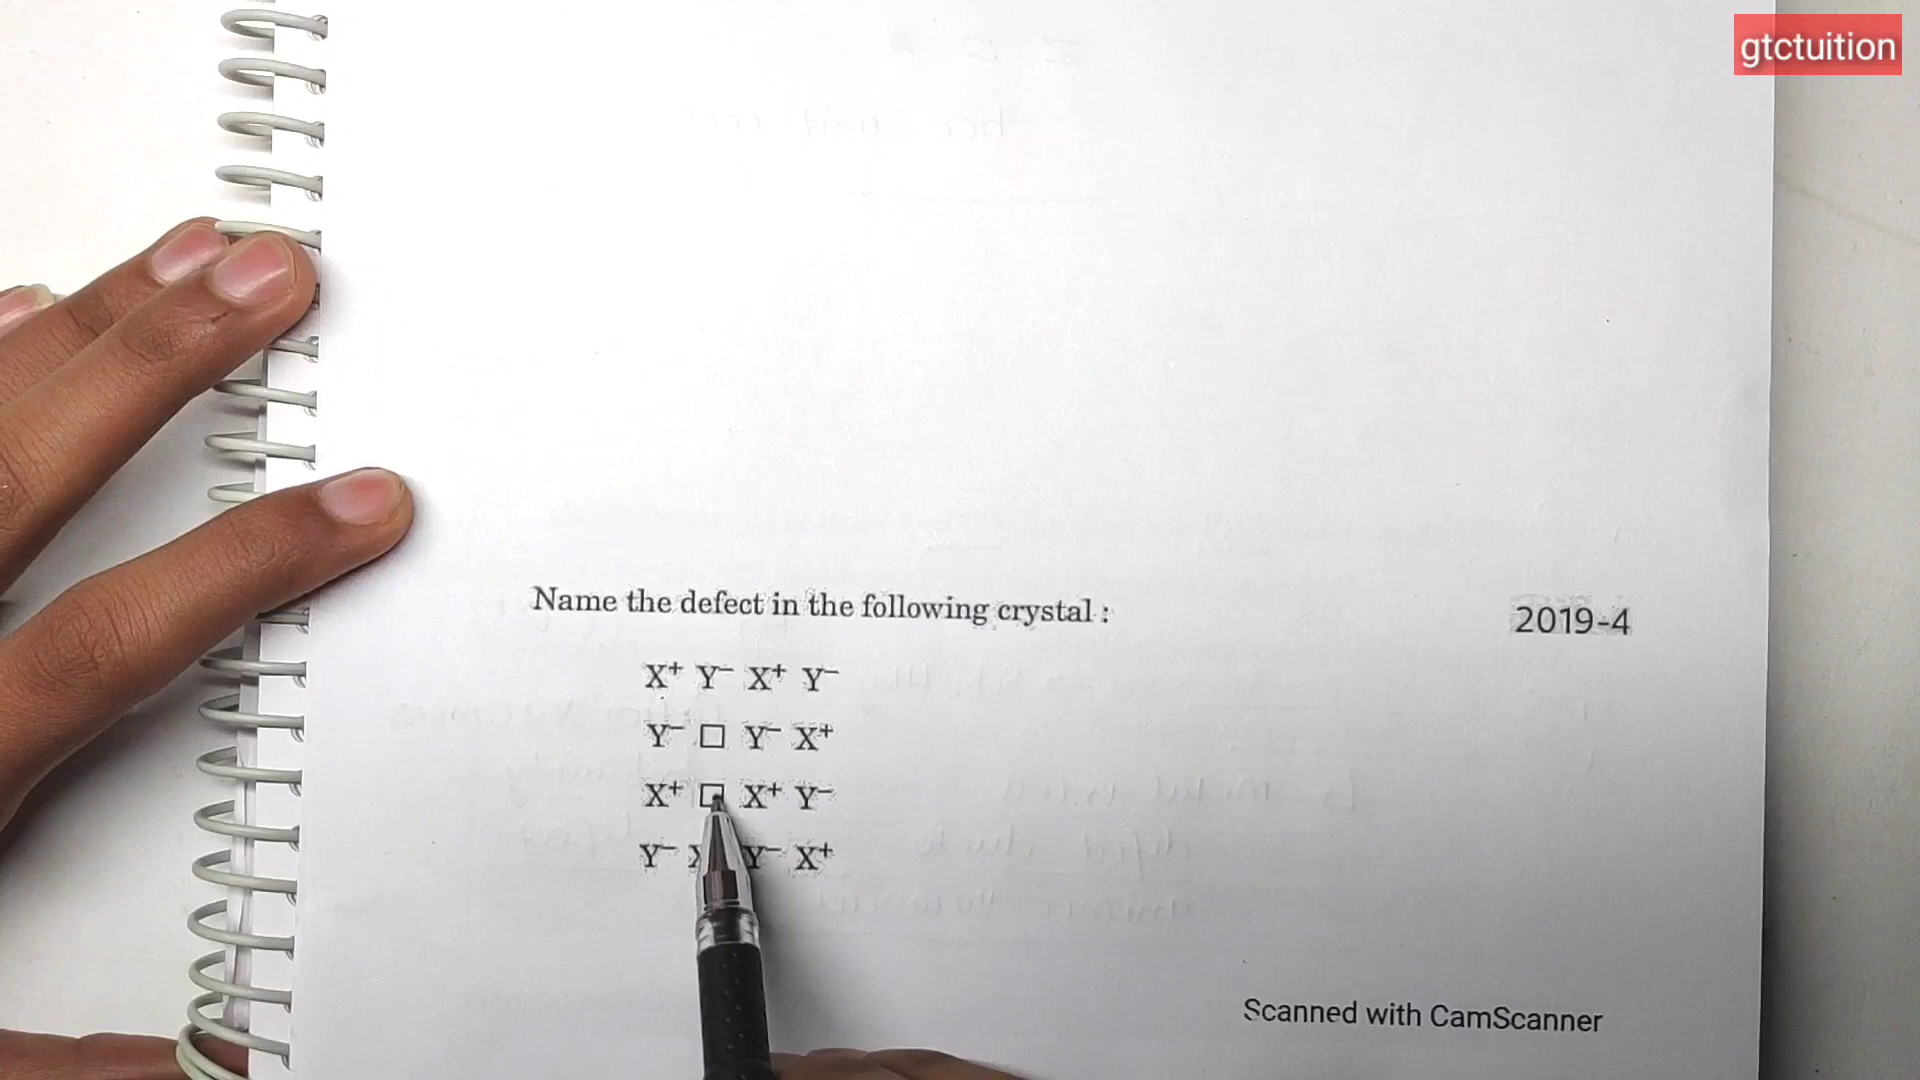 gtctuition
Name the defect in the following crystal :
2019-4
X⁺ Y⁻ X⁺ Y⁻
Y⁻ □ Y⁻ X⁺
X⁺ □ X⁺ Y⁻
Y⁻ Y⁻ X⁺
Scanned with CamScanner